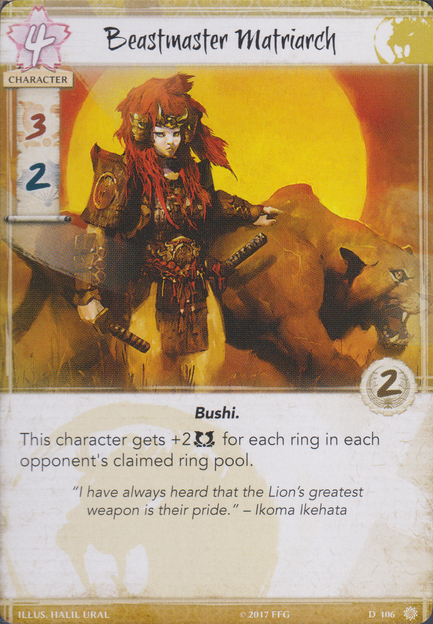 4
Beastmaster Matriarch
CHARACTER
3
2
2
Bushi.
This character gets +2 for each ring in each
opponent's claimed ring pool.
"I have always heard that the Lion's greatest
weapon is their pride." – Ikoma Ikehata
ILLUS. HALIL URAL © 2017 FFG D 106